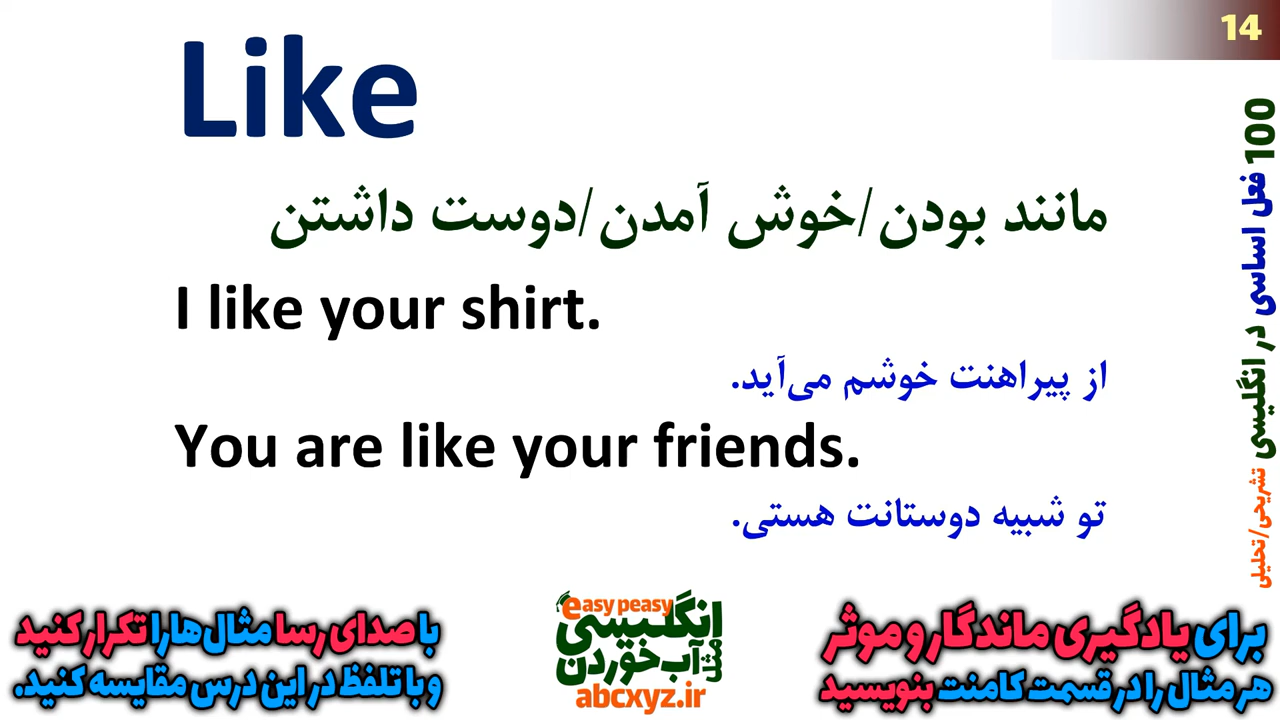 14
Like
مانند بودن/خوش آمدن/دوست داشتن
I like your shirt.
از پیراهنت خوشم می‌آید.
You are like your friends.
تو شبیه دوستانت هستی.
100 فعل اساسی در انگلیسی تشریحی/تحلیلی
برای یادگیری ماندگار و موثر
هر مثال را در قسمت کامنت بنویسید
easy peasy
انگلیسی
مثل آب خوردن
abcxyz.ir
با صدای رسا مثال‌ها را تکرار کنید
و با تلفظ در این درس مقایسه کنید.